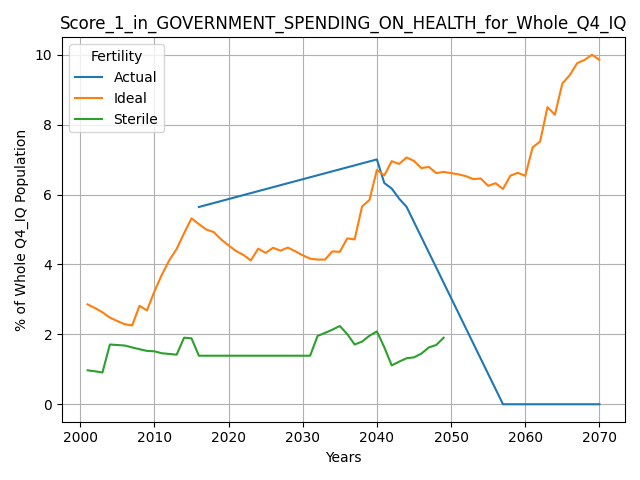 Score_1_in_GOVERNMENT_SPENDING_ON_HEALTH_for_Whole_Q4_IQ
Fertility
Actual
Ideal
Sterile
% of Whole Q4_IQ Population
10
8
6
4
2
0
2000 2010 2020 2030 2040 2050 2060 2070
Years